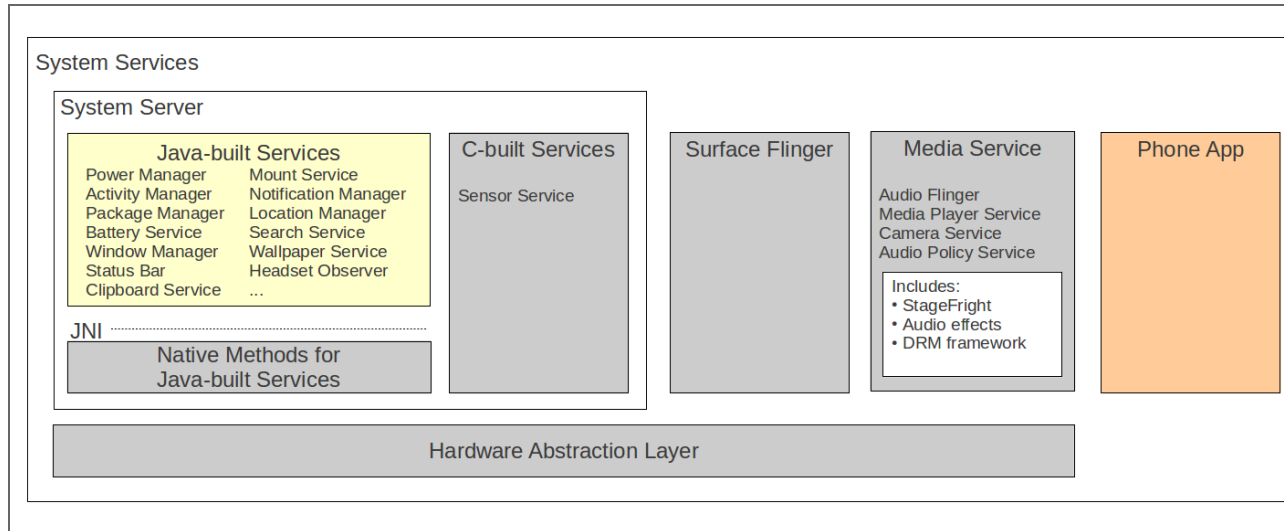 System Services
System Server
Java-built Services
Power Manager
Activity Manager
Package Manager
Battery Service
Window Manager
Status Bar
Clipboard Service
Mount Service
Notification Manager
Location Manager
Search Service
Wallpaper Service
Headset Observer
...
JNI
Native Methods for
Java-built Services
C-built Services
Sensor Service
Surface Flinger
Media Service
Audio Flinger
Media Player Service
Camera Service
Audio Policy Service
Includes:
• StageFright
• Audio effects
• DRM framework
Phone App
Hardware Abstraction Layer